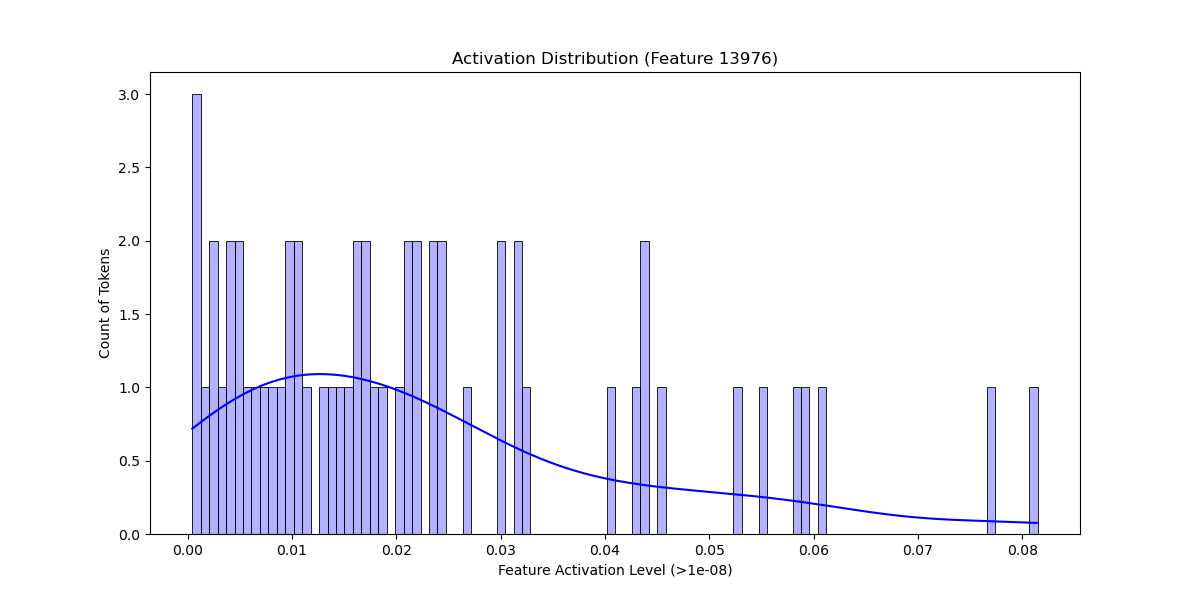 Activation Distribution (Feature 13976)
3.0
2.5
2.0
1.5
1.0
0.5
0.0
Count of Tokens
0.00 0.01 0.02 0.03 0.04 0.05 0.06 0.07 0.08
Feature Activation Level (>1e-08)